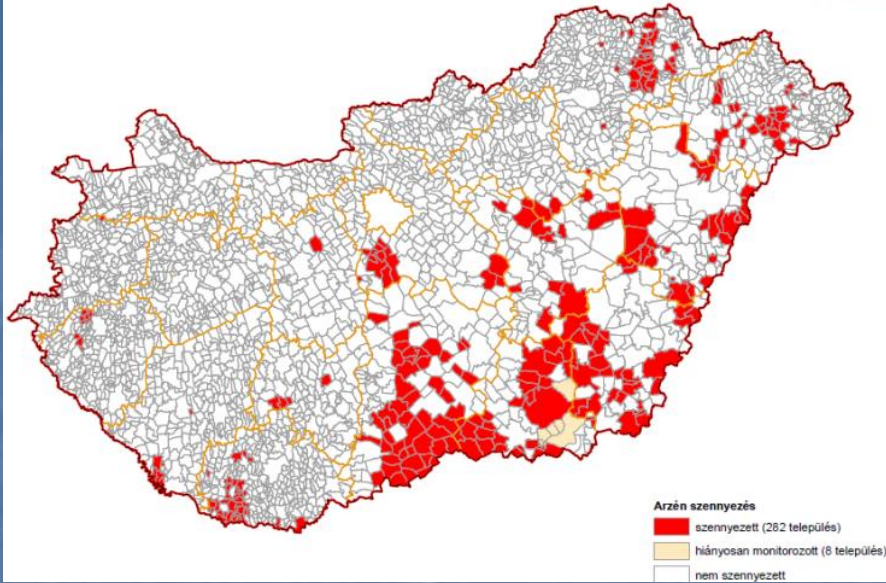 Arzén szennyezés
szennyezett (282 település)
hiányosan monitorozott (8 település)
nem szennyezett